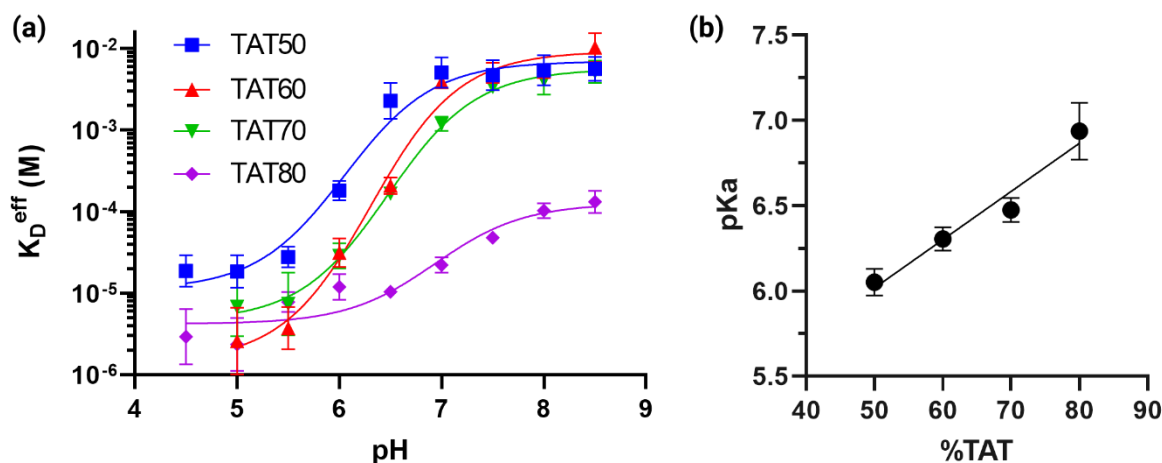 (a)
K_D^eff (M)
10⁻²
10⁻³
10⁻⁴
10⁻⁵
10⁻⁶
TAT50
TAT60
TAT70
TAT80
4 5 6 7 8 9
pH
(b)
pKa
7.5
7.0
6.5
6.0
5.5
40 50 60 70 80 90
%TAT